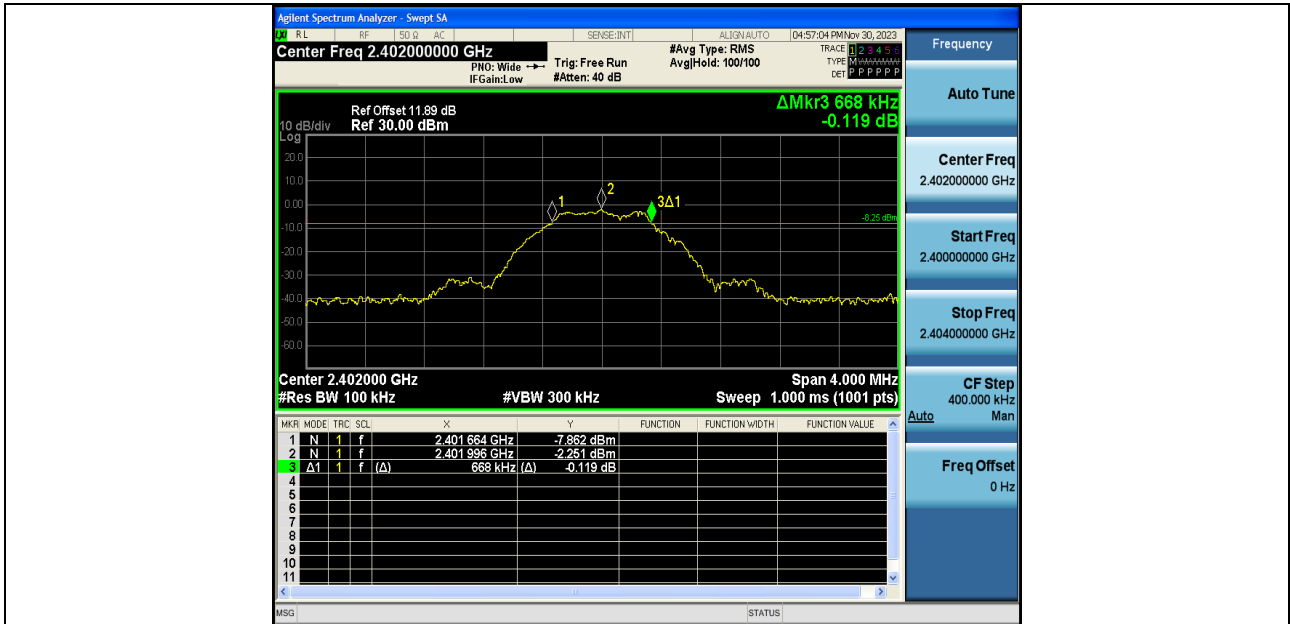 Agilent Spectrum Analyzer - Swept SA
LXI RL RF 50 Ω AC SENSE:INT ALIGN AUTO 04:57:04 PM Nov 30, 2023
Center Freq 2.402000000 GHz
PNO: Wide
IFGain:Low
Trig: Free Run
#Atten: 40 dB
#Avg Type: RMS
Avg|Hold: 100/100
TRACE 1 2 3 4 5 6
TYPE MWWWWW
DET P P P P P P
ΔMkr3 668 kHz
-0.119 dB
Ref Offset 11.89 dB
10 dB/div Ref 30.00 dBm
Log
20.0
10.0
0.00
-10.0
-20.0
-30.0
-40.0
-50.0
-60.0
1
2
3Δ1
-8.25 dBm
Center 2.402000 GHz Span 4.000 MHz
#Res BW 100 kHz #VBW 300 kHz Sweep 1.000 ms (1001 pts)
MKR MODE TRC SCL X Y FUNCTION FUNCTION WIDTH FUNCTION VALUE
1 N 1 f 2.401 664 GHz -7.862 dBm
2 N 1 f 2.401 996 GHz -2.251 dBm
3 Δ1 1 f (Δ) 668 kHz (Δ) -0.119 dB
4
5
6
7
8
9
10
11
MSG STATUS
Frequency
Auto Tune
Center Freq
2.402000000 GHz
Start Freq
2.400000000 GHz
Stop Freq
2.404000000 GHz
CF Step
400.000 kHz
Auto Man
Freq Offset
0 Hz